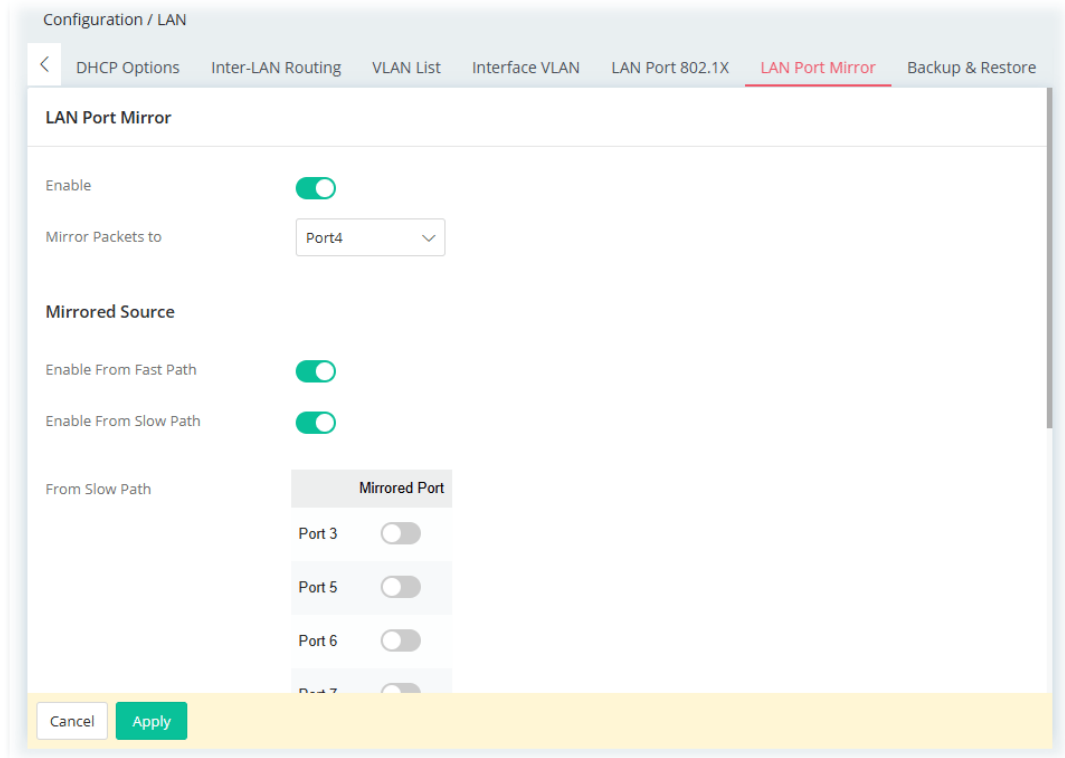 Configuration / LAN
DHCP Options Inter-LAN Routing VLAN List Interface VLAN LAN Port 802.1X LAN Port Mirror Backup & Restore
LAN Port Mirror
Enable
Mirror Packets to Port4
Mirrored Source
Enable From Fast Path
Enable From Slow Path
From Slow Path Mirrored Port
Port 3
Port 5
Port 6
Port 7
Cancel Apply